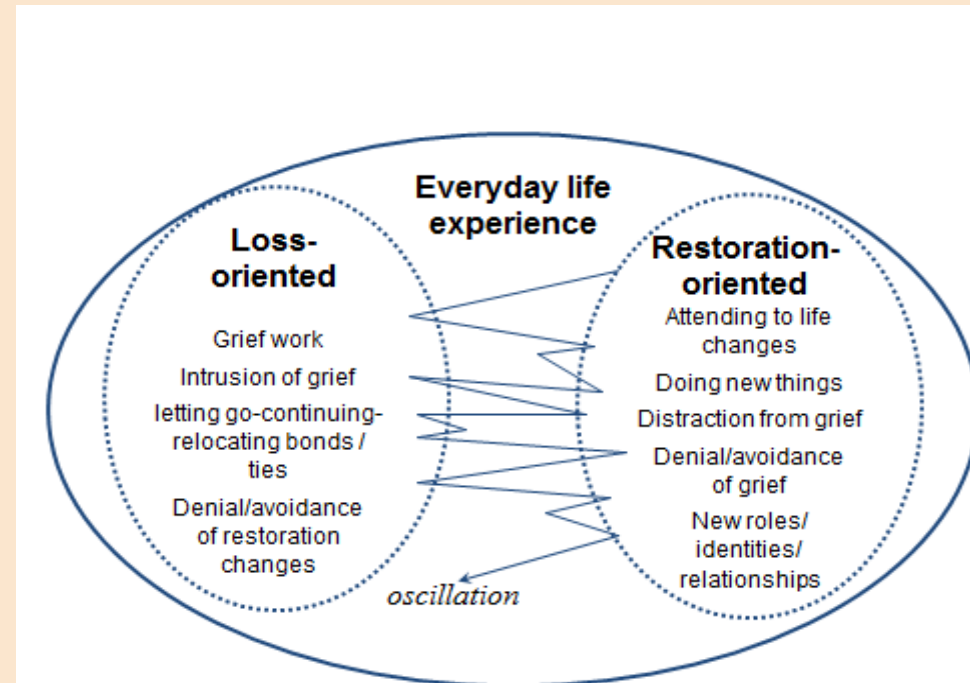 Everyday life
experience
Loss-
oriented
Grief work
Intrusion of grief
letting go-continuing-
relocating bonds /
ties
Denial/avoidance
of restoration
changes
Restoration-
oriented
Attending to life
changes
Doing new things
Distraction from grief
Denial/avoidance
of grief
New roles/
identities/
relationships
oscillation